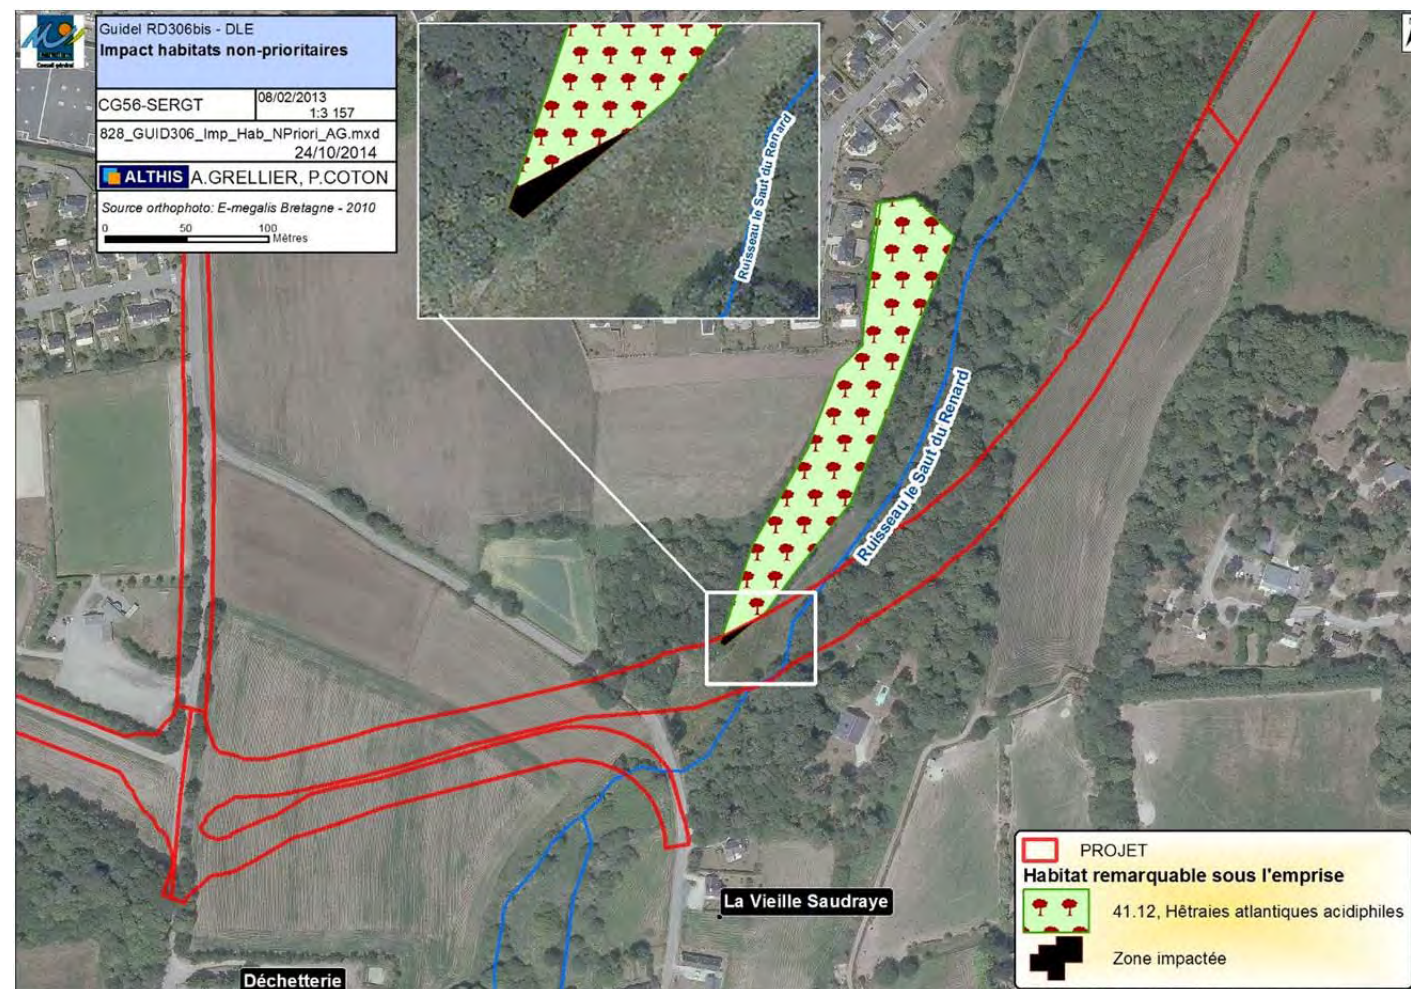 Guidel RD306bis - DLE
Impact habitats non-prioritaires
CG56-SERGT
08/02/2013
1:3 157
828_GUID306_Imp_Hab_NPriori_AG.mxd
24/10/2014
ALTHIS A.GRELLIER, P.COTON
Source orthophoto: E-megalis Bretagne - 2010
0 50 100
Mètres
Conseil général
Ruisseau le Saut du Renard
Ruisseau le Saut du Renard
La Vieille Saudraye
Déchetterie
PROJET
Habitat remarquable sous l'emprise
41.12, Hêtraies atlantiques acidiphiles
Zone impactée